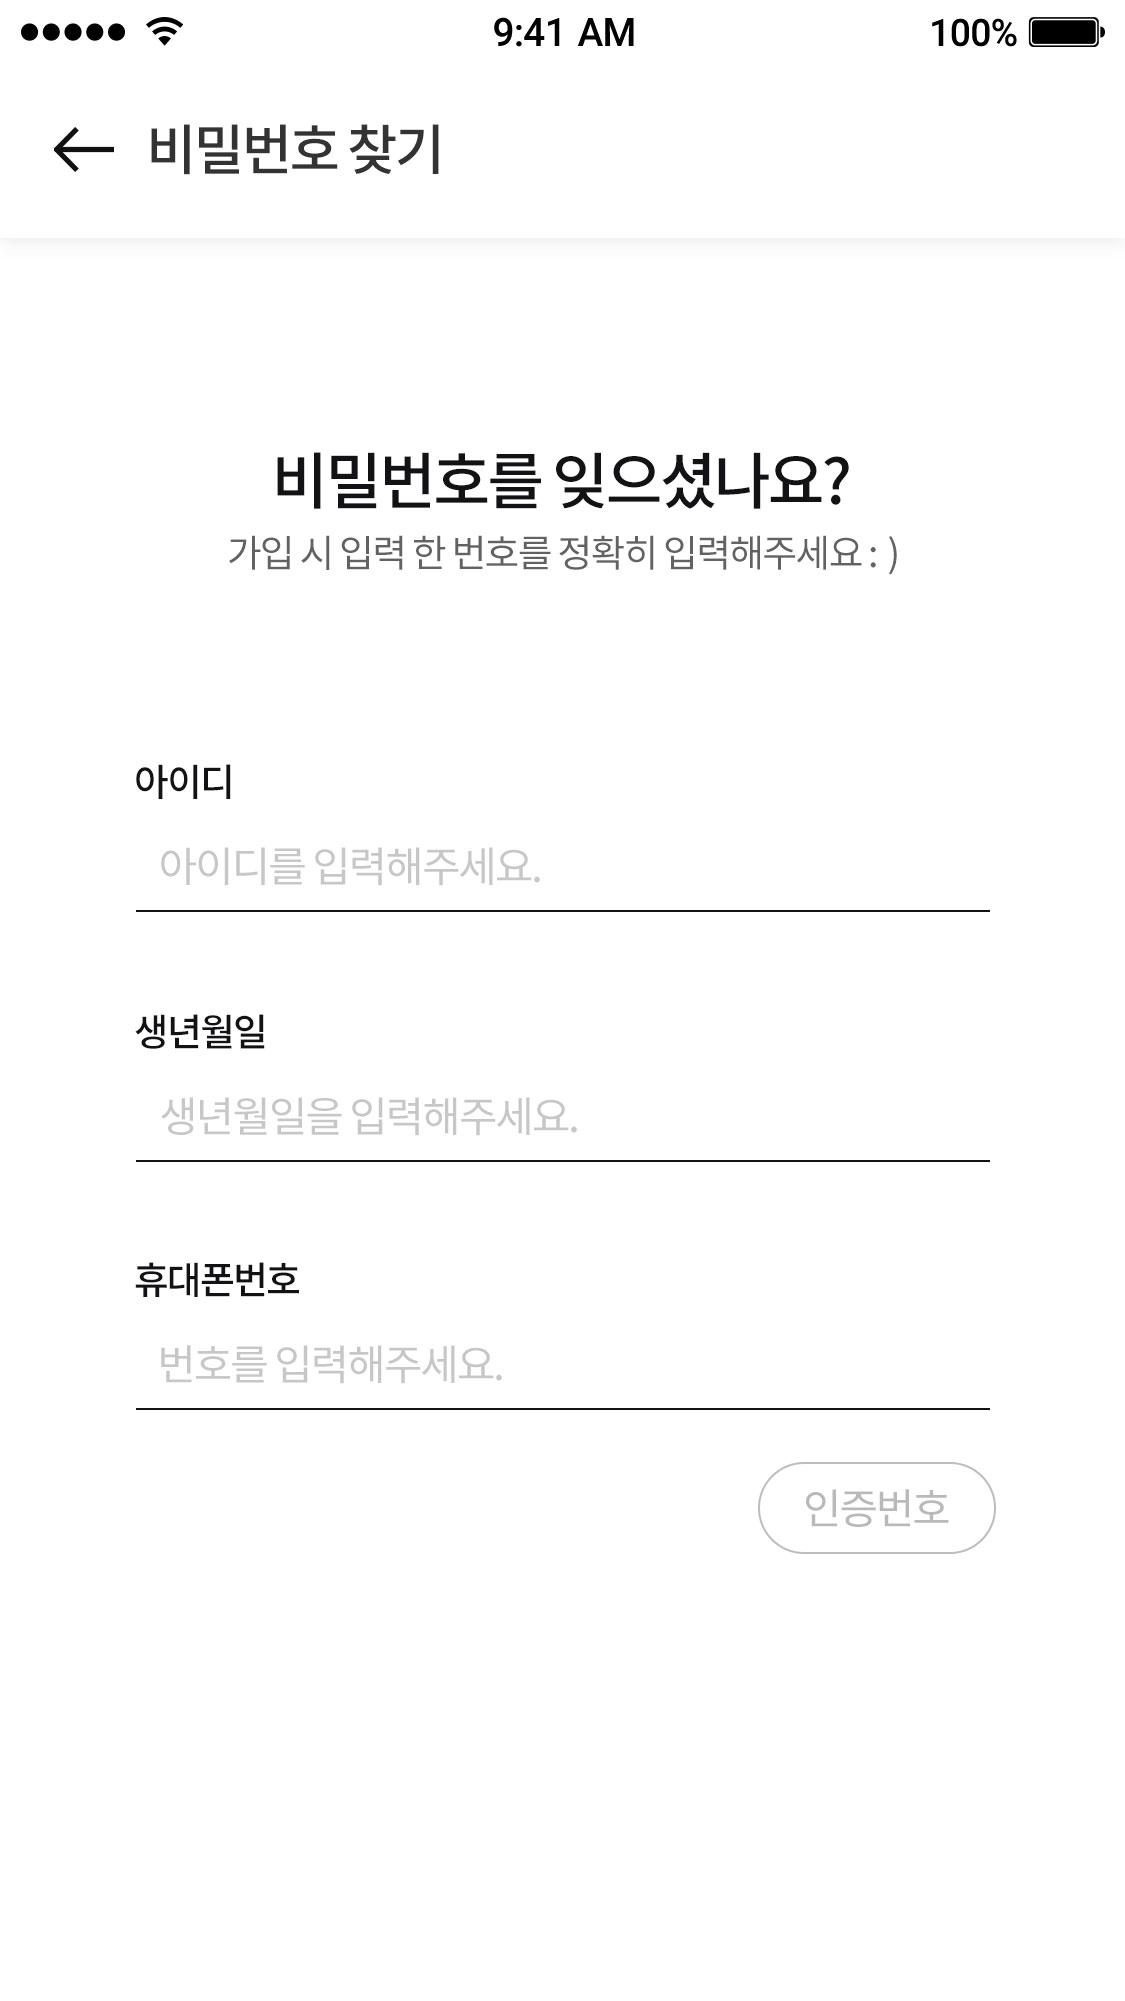 9:41 AM
100%
비밀번호 찾기
비밀번호를 잊으셨나요?
가입 시 입력 한 번호를 정확히 입력해주세요 : )
아이디
아이디를 입력해주세요.
생년월일
생년월일을 입력해주세요.
휴대폰번호
번호를 입력해주세요.
인증번호